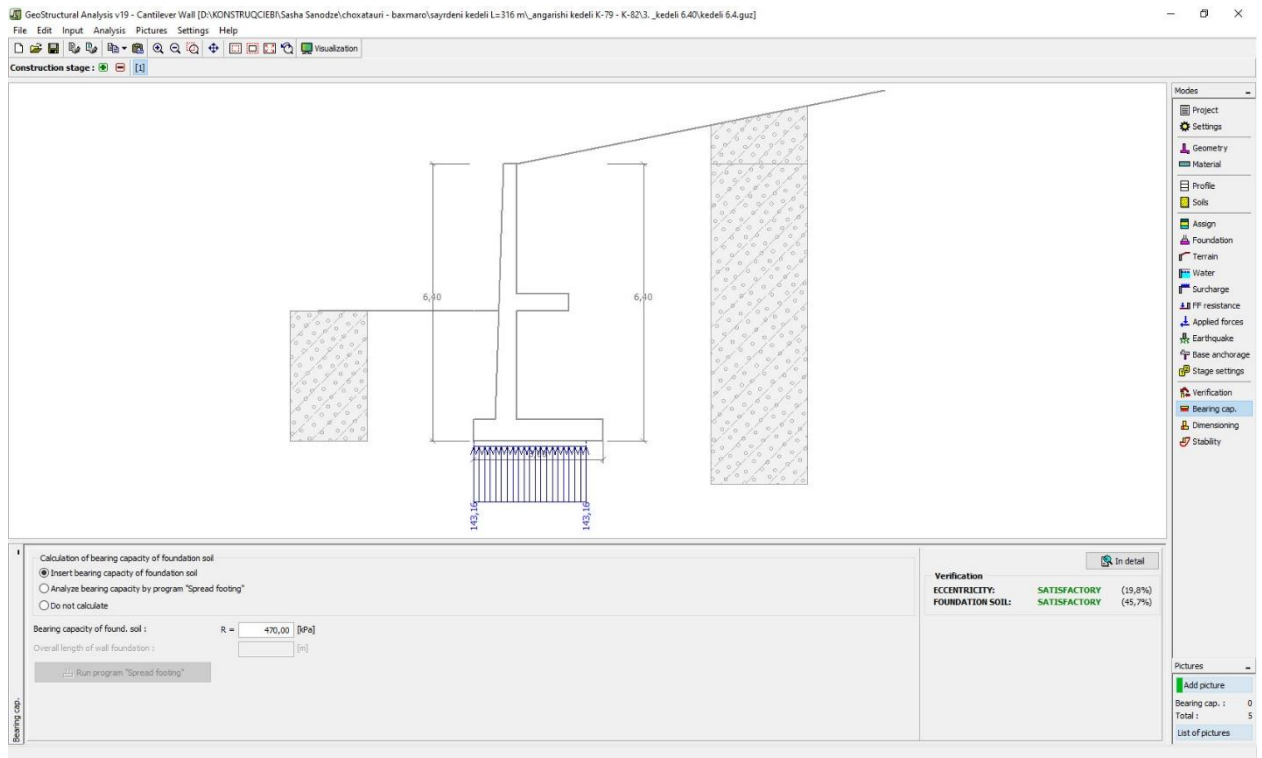 GeoStructural Analysis v19 - Cantilever Wall [D:\KONSTRUQCIEBI\Sasha Sanodze\choxatauri - baxmaro\sayrdeni kedeli L=316 m\_angarishi kedeli K-79 - K-82\3. _kedeli 6.40\kedeli 6.4.guz]
File Edit Input Analysis Pictures Settings Help
Visualization
Construction stage : [1]
6,40
6,40
143,16
143,16
Modes
Project
Settings
Geometry
Material
Profile
Soils
Assign
Foundation
Terrain
Water
Surcharge
FF resistance
Applied forces
Earthquake
Base anchorage
Stage settings
Verification
Bearing cap.
Dimensioning
Stability
Bearing cap.
Calculation of bearing capacity of foundation soil
Insert bearing capacity of foundation soil
Analyze bearing capacity by program "Spread footing"
Do not calculate
Bearing capacity of found. soil : R = 470,00 [kPa]
Overall length of wall foundation : [m]
Run program "Spread footing"
In detail
Verification
ECCENTRICITY: SATISFACTORY (19,8%)
FOUNDATION SOIL: SATISFACTORY (45,7%)
Pictures
Add picture
Bearing cap. : 0
Total : 5
List of pictures